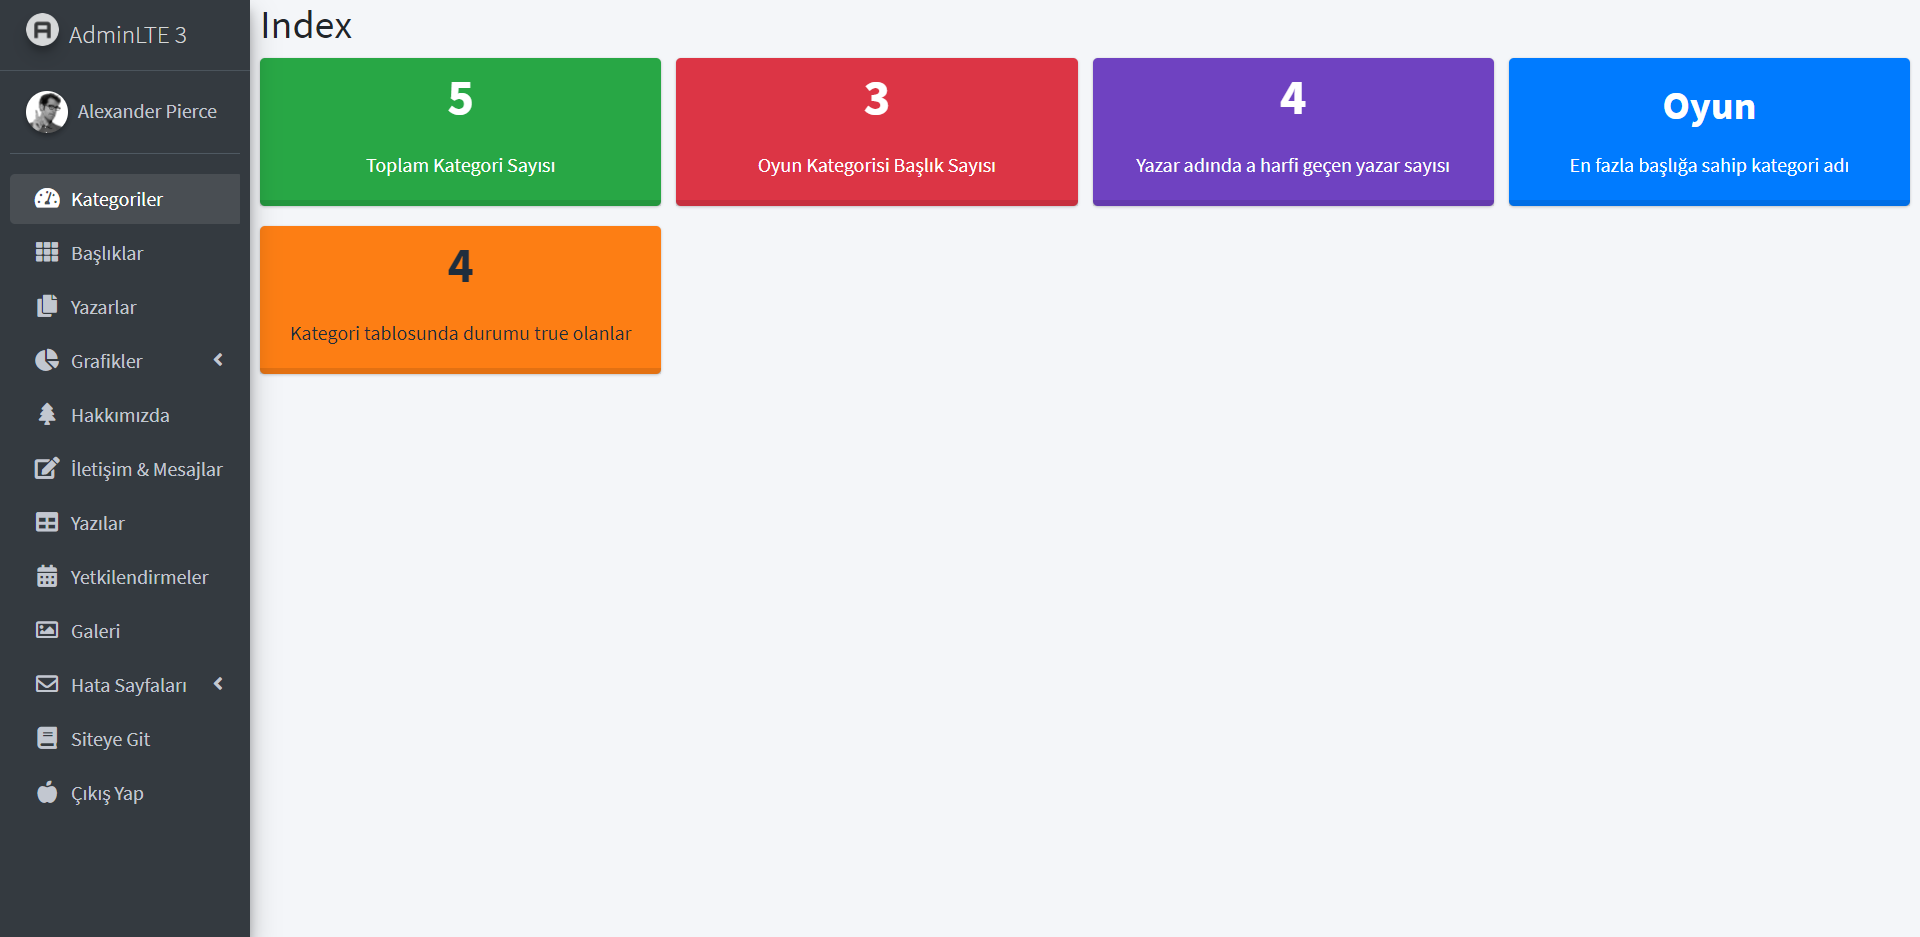 AdminLTE 3
Alexander Pierce
Kategoriler
Başlıklar
Yazarlar
Grafikler
Hakkımızda
İletişim & Mesajlar
Yazılar
Yetkilendirmeler
Galeri
Hata Sayfaları
Siteye Git
Çıkış Yap
Index
5
Toplam Kategori Sayısı
3
Oyun Kategorisi Başlık Sayısı
4
Yazar adında a harfi geçen yazar sayısı
Oyun
En fazla başlığa sahip kategori adı
4
Kategori tablosunda durumu true olanlar